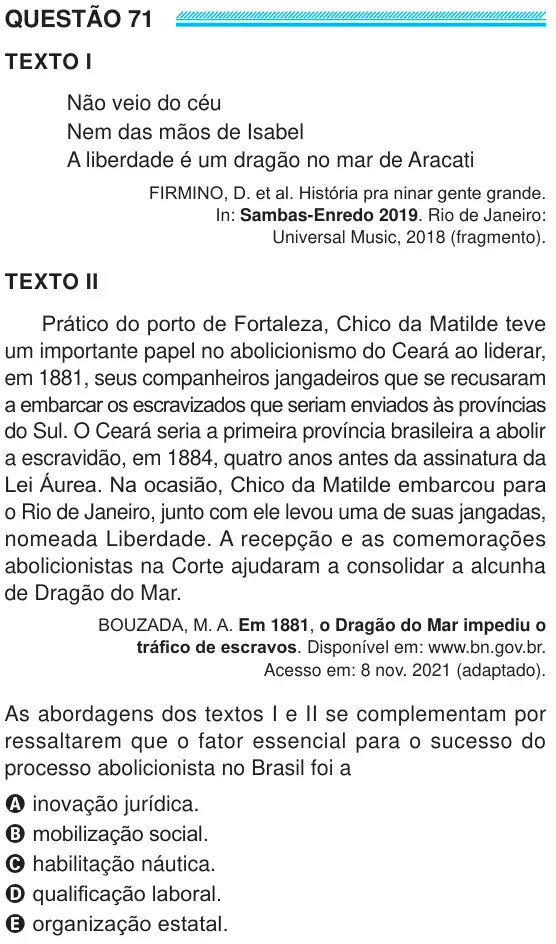 QUESTÃO 71
TEXTO I
Não veio do céu
Nem das mãos de Isabel
A liberdade é um dragão no mar de Aracati
FIRMINO, D. et al. História pra ninar gente grande.
In: Sambas-Enredo 2019. Rio de Janeiro:
Universal Music, 2018 (fragmento).
TEXTO II
Prático do porto de Fortaleza, Chico da Matilde teve
um importante papel no abolicionismo do Ceará ao liderar,
em 1881, seus companheiros jangadeiros que se recusaram
a embarcar os escravizados que seriam enviados às províncias
do Sul. O Ceará seria a primeira província brasileira a abolir
a escravidão, em 1884, quatro anos antes da assinatura da
Lei Áurea. Na ocasião, Chico da Matilde embarcou para
o Rio de Janeiro, junto com ele levou uma de suas jangadas,
nomeada Liberdade. A recepção e as comemorações
abolicionistas na Corte ajudaram a consolidar a alcunha
de Dragão do Mar.
BOUZADA, M. A. Em 1881, o Dragão do Mar impediu o
tráfico de escravos. Disponível em: www.bn.gov.br.
Acesso em: 8 nov. 2021 (adaptado).
As abordagens dos textos I e II se complementam por
ressaltarem que o fator essencial para o sucesso do
processo abolicionista no Brasil foi a
A inovação jurídica.
B mobilização social.
C habilitação náutica.
D qualificação laboral.
E organização estatal.